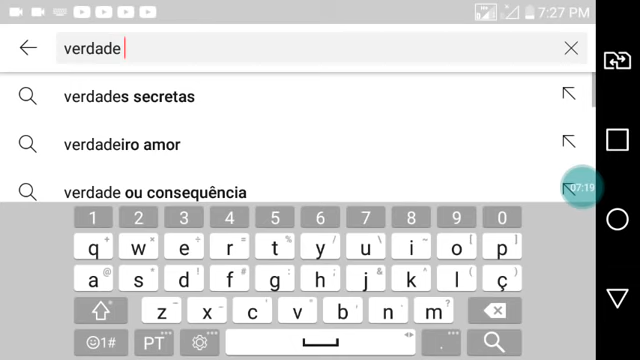 7:27 PM
verdade
verdades secretas
verdadeiro amor
verdade ou consequência
07:19
1 2 3 4 5 6 7 8 9 0
q w e r t y u i o p
a s d f g h j k l ç
z x c v b n m
1# PT .